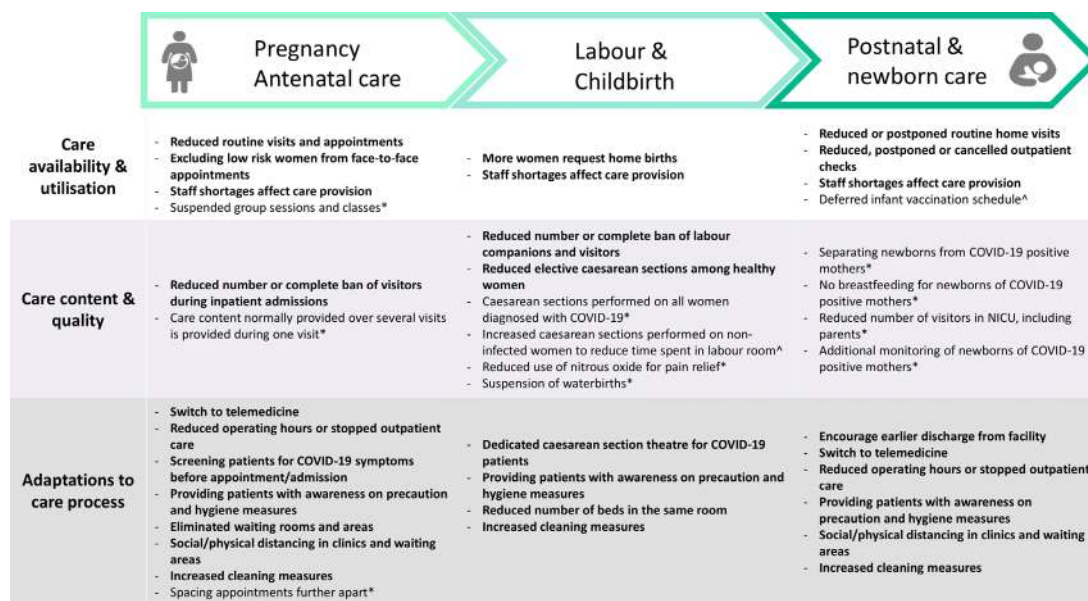 Pregnancy
Antenatal care
Labour &
Childbirth
Postnatal &
newborn care
Care
availability &
utilisation
- Reduced routine visits and appointments
- Excluding low risk women from face-to-face
appointments
- Staff shortages affect care provision
- Suspended group sessions and classes*
- More women request home births
- Staff shortages affect care provision
- Reduced or postponed routine home visits
- Reduced, postponed or cancelled outpatient
checks
- Staff shortages affect care provision
- Deferred infant vaccination schedule^
Care content &
quality
- Reduced number or complete ban of visitors
during inpatient admissions
- Care content normally provided over several visits
is provided during one visit*
- Reduced number or complete ban of labour
companions and visitors
- Reduced elective caesarean sections among healthy
women
- Caesarean sections performed on all women
diagnosed with COVID-19*
- Increased caesarean sections performed on non-
infected women to reduce time spent in labour room^
- Reduced use of nitrous oxide for pain relief*
- Suspension of waterbirths*
- Separating newborns from COVID-19 positive
mothers*
- No breastfeeding for newborns of COVID-19
positive mothers*
- Reduced number of visitors in NICU, including
parents*
- Additional monitoring of newborns of COVID-19
positive mothers*
Adaptations to
care process
- Switch to telemedicine
- Reduced operating hours or stopped outpatient
care
- Screening patients for COVID-19 symptoms
before appointment/admission
- Providing patients with awareness on precaution
and hygiene measures
- Eliminated waiting rooms and areas
- Social/physical distancing in clinics and waiting
areas
- Increased cleaning measures
- Spacing appointments further apart*
- Dedicated caesarean section theatre for COVID-19
patients
- Providing patients with awareness on precaution and
hygiene measures
- Reduced number of beds in the same room
- Increased cleaning measures
- Encourage earlier discharge from facility
- Switch to telemedicine
- Reduced operating hours or stopped outpatient
care
- Providing patients with awareness on
precaution and hygiene measures
- Social/physical distancing in clinics and waiting
areas
- Increased cleaning measures